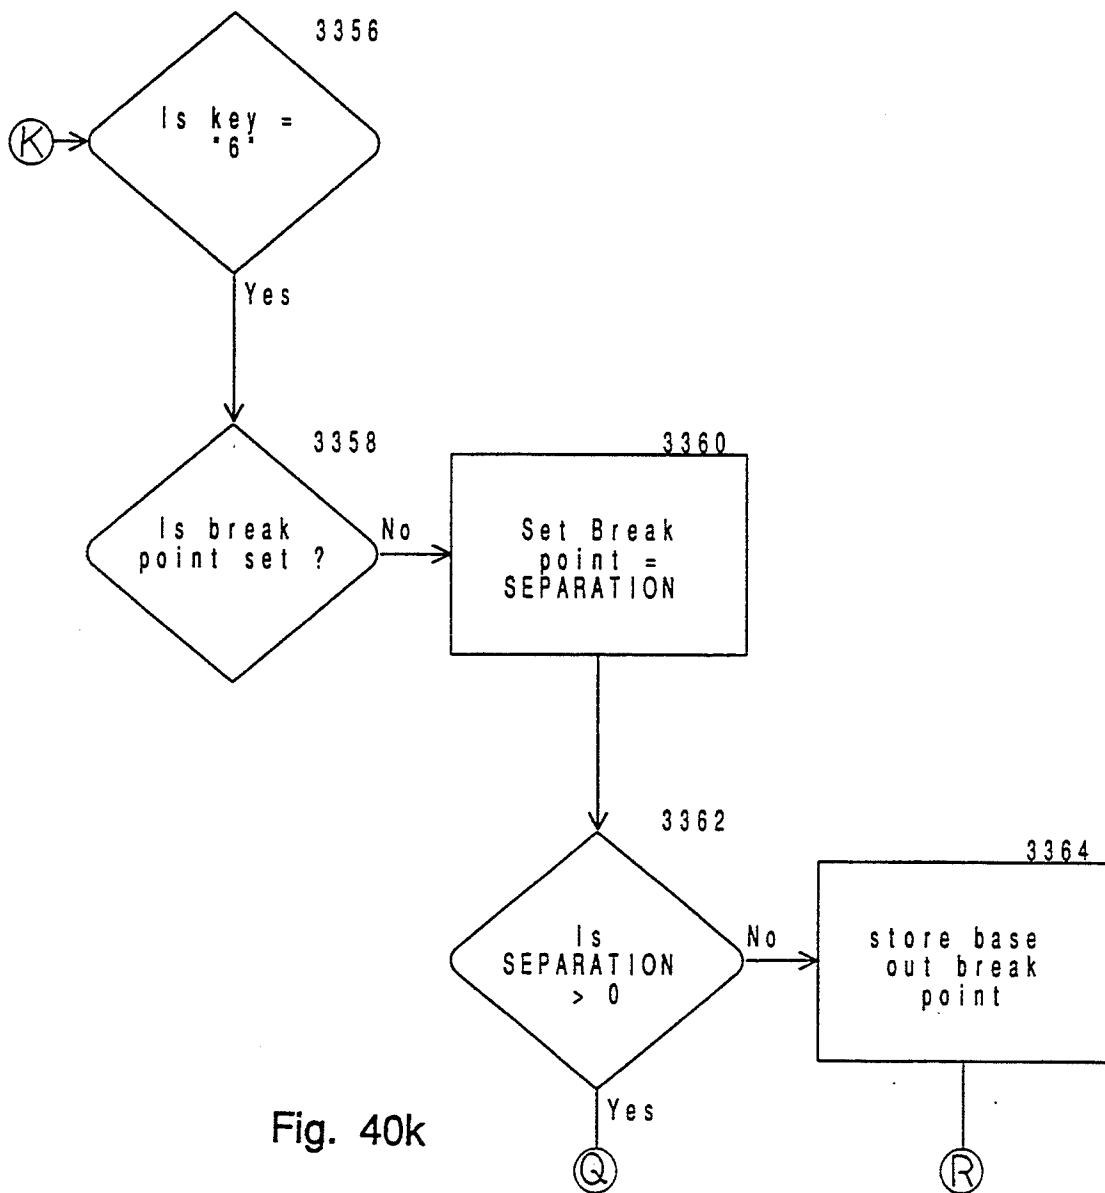 3356
Is key =
"6"
K
Yes
3358
Is break
point set ?
No
3360
Set Break
point =
SEPARATION
3362
Is
SEPARATION
> 0
No
3364
store base
out break
point
Yes
Fig. 40k
Q
R